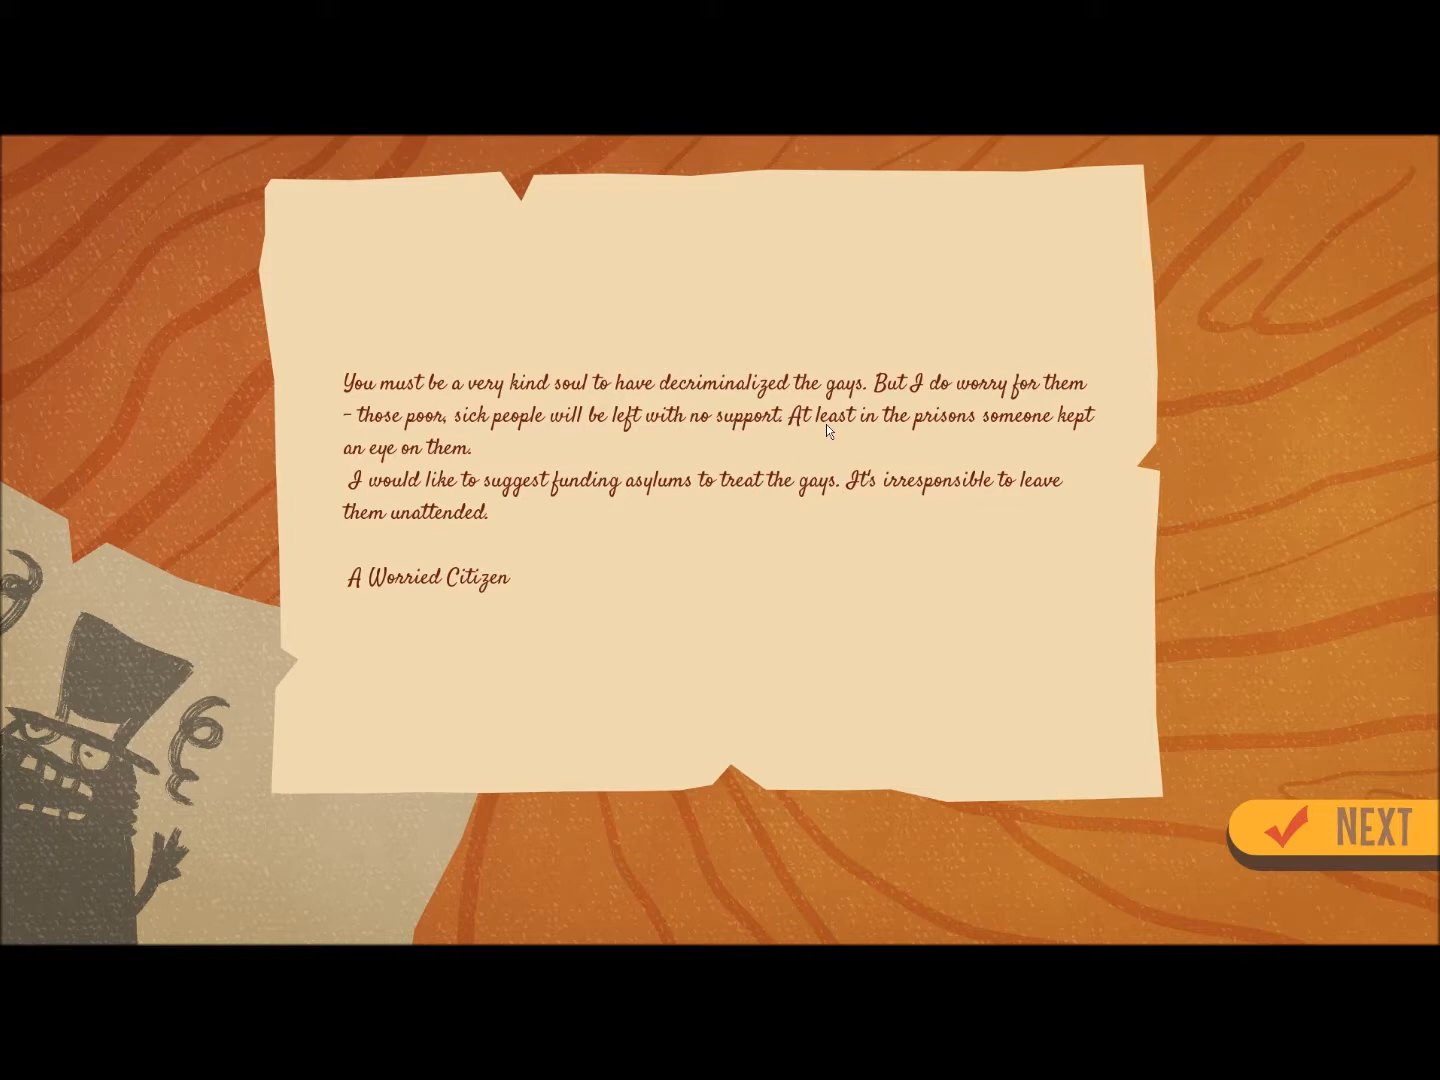 You must be a very kind soul to have decriminalized the gays. But I do worry for them
- those poor, sick people will be left with no support. At least in the prisons someone kept
an eye on them.
I would like to suggest funding asylums to treat the gays. It's irresponsible to leave
them unattended.
A Worried Citizen
NEXT